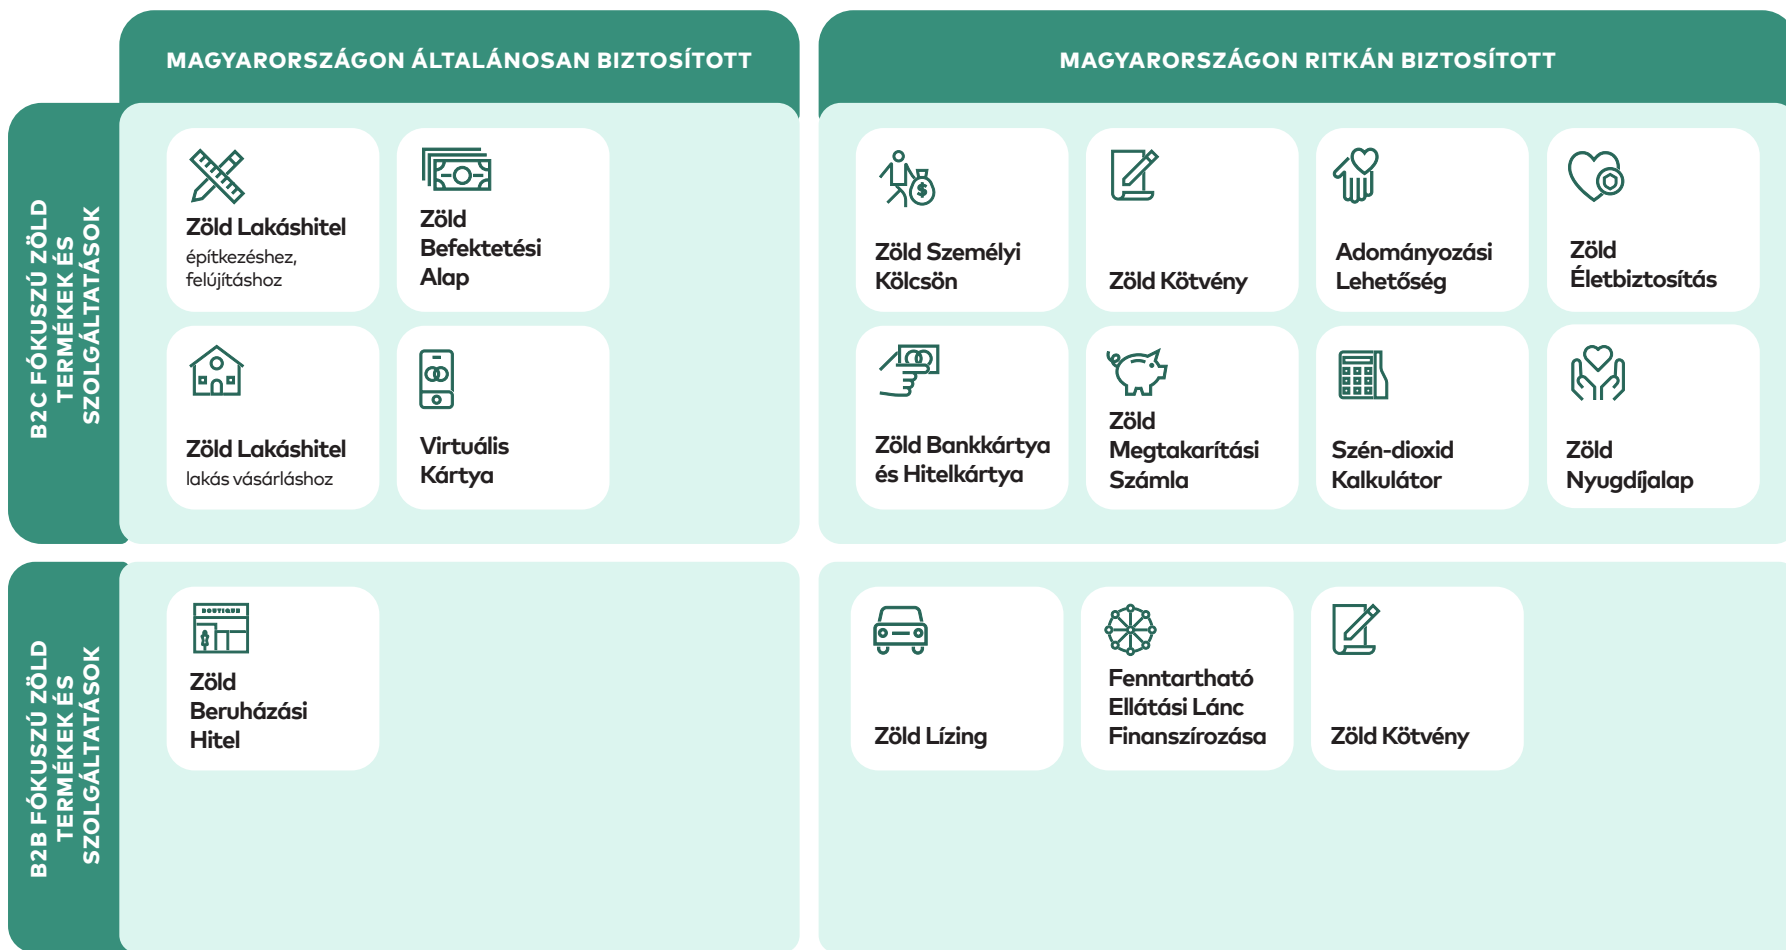 MAGYARORSZÁGON ÁLTALÁNOSAN BIZTOSÍTOTT
MAGYARORSZÁGON RITKÁN BIZTOSÍTOTT
B2C FÓKUSZÚ ZÖLD
TERMÉKEK ÉS
SZOLGÁLTATÁSOK
Zöld Lakáshitel
építkezéshez,
felújításhoz
Zöld
Befektetési
Alap
Zöld Lakáshitel
lakás vásárláshoz
Virtuális
Kártya
Zöld Személyi
Kölcsön
Zöld Kötvény
Adományozási
Lehetőség
Zöld
Életbiztosítás
Zöld Bankkártya
és Hitelkártya
Zöld
Megtakarítási
Számla
Szén-dioxid
Kalkulátor
Zöld
Nyugdíjalap
B2B FÓKUSZÚ ZÖLD
TERMÉKEK ÉS
SZOLGÁLTATÁSOK
BOUTIQUE
Zöld
Beruházási
Hitel
Zöld Lízing
Fenntartható
Ellátási Lánc
Finanszírozása
Zöld Kötvény